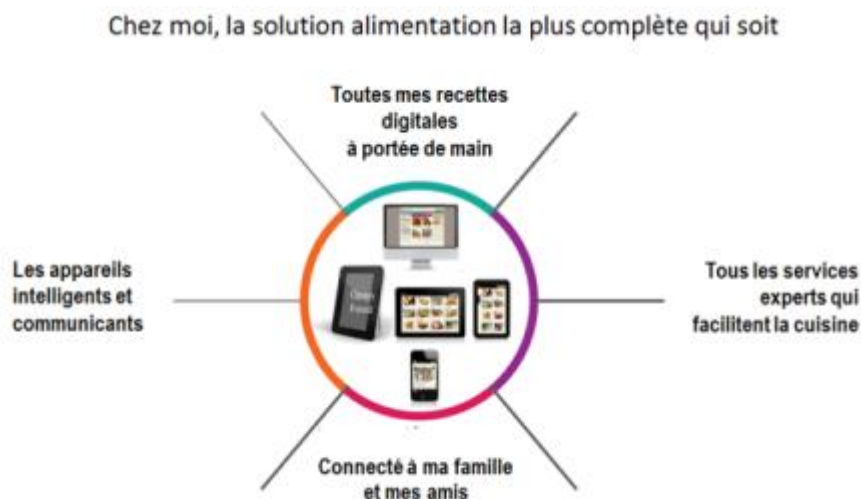 Chez moi, la solution alimentation la plus complète qui soit
Toutes mes recettes
digitales
à portée de main
Les appareils
intelligents et
communicants
Tous les services
experts qui
facilitent la cuisine
Connecté à ma famille
et mes amis